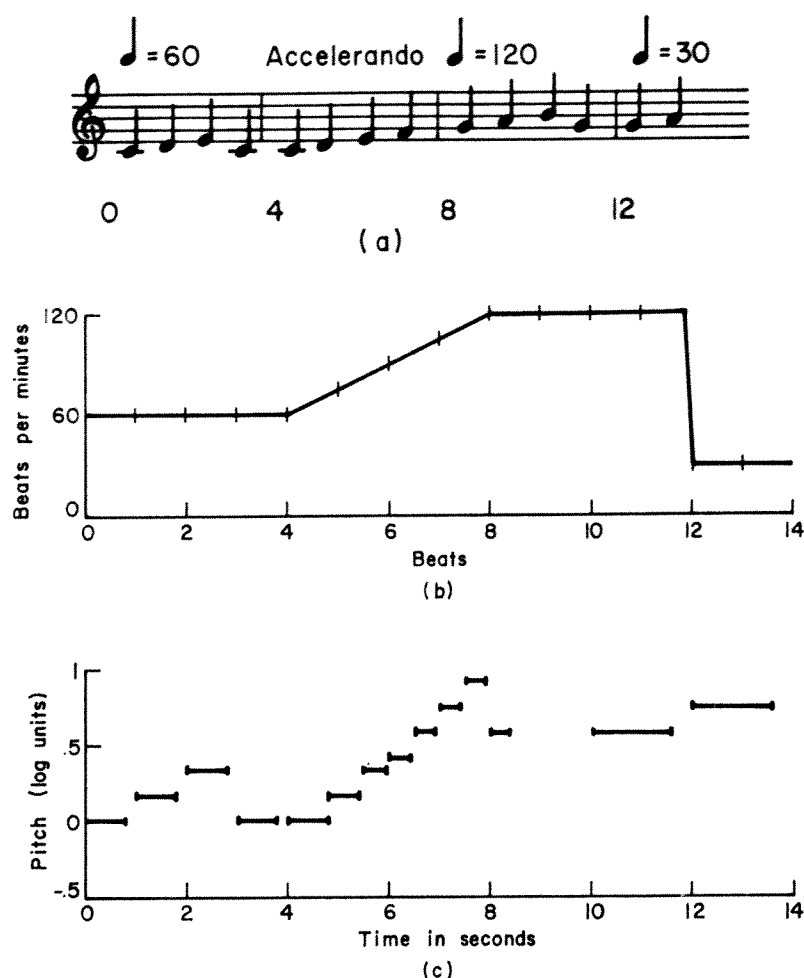 ♩=60 Accelerando ♩=120 ♩=30
0 4 8 12
(a)
Beats per minutes
120
60
0
0 2 4 6 8 10 12 14
Beats
(b)
Pitch (log units)
1
.5
0
-.5
0 2 4 6 8 10 12 14
Time in seconds
(c)